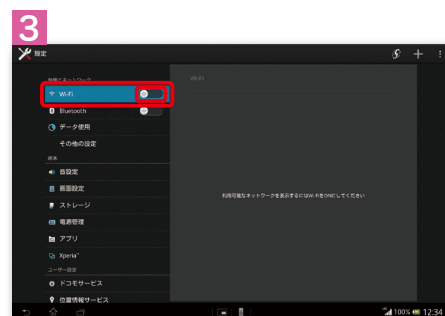 3
設定
無線とネットワーク
Wi-Fi
Wi-Fi
Bluetooth
データ使用
その他の設定
端末
音設定
画面設定
ストレージ
電源管理
アプリ
Xperia™
ユーザー設定
ドコモサービス
位置情報サービス
利用可能なネットワークを表示するにはWi-FiをONにしてください
100% 12:34